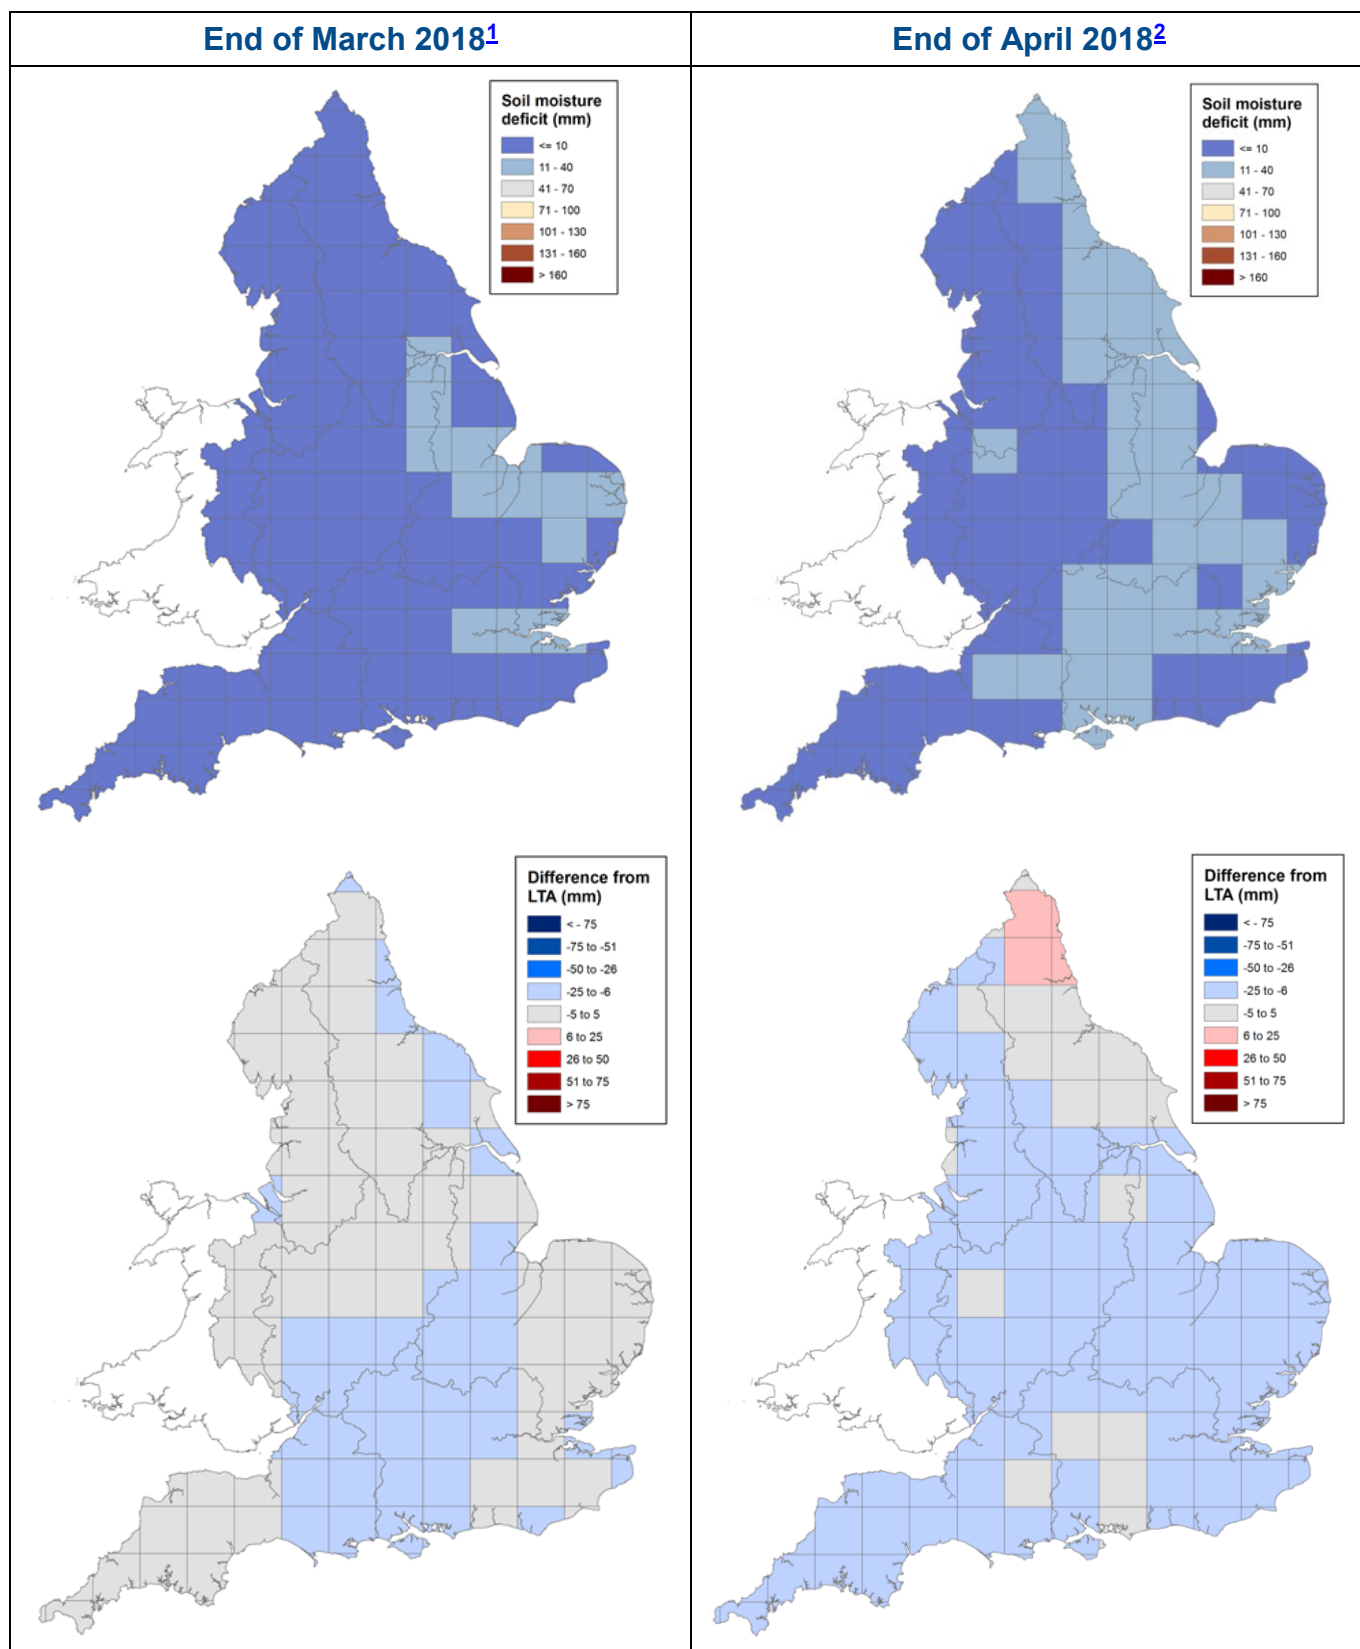 End of March 20181
End of April 20182
Soil moisture
deficit (mm)
<= 10
11 - 40
41 - 70
71 - 100
101 - 130
131 - 160
> 160
Soil moisture
deficit (mm)
<= 10
11 - 40
41 - 70
71 - 100
101 - 130
131 - 160
> 160
Difference from
LTA (mm)
< - 75
-75 to -51
-50 to -26
-25 to -6
-5 to 5
6 to 25
26 to 50
51 to 75
> 75
Difference from
LTA (mm)
< - 75
-75 to -51
-50 to -26
-25 to -6
-5 to 5
6 to 25
26 to 50
51 to 75
> 75